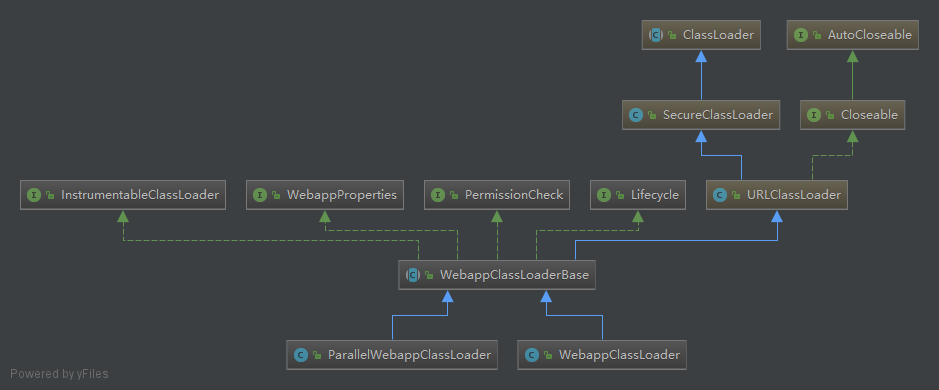 ClassLoader
AutoCloseable
SecureClassLoader
Closeable
InstrumentableClassLoader
WebappProperties
PermissionCheck
Lifecycle
URLClassLoader
WebappClassLoaderBase
ParallelWebappClassLoader
WebappClassLoader
Powered by yFiles